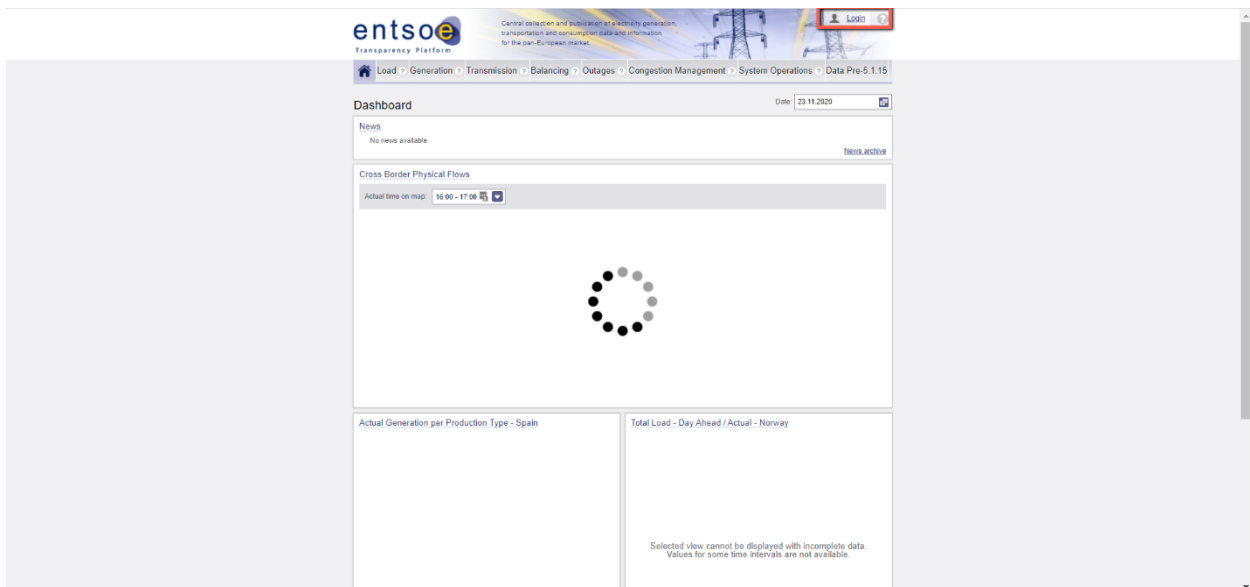 entsoe
Transparency Platform
Central collection and publication of electricity generation,
transportation and consumption data and information
for the pan-European market.
Login ?
Load ? Generation ? Transmission ? Balancing ? Outages ? Congestion Management ? System Operations ? Data Pre-5.1.15
Dashboard
Date: 23.11.2020
News
No news available
News archive
Cross Border Physical Flows
Actual time on map: 16:00 - 17:00
Actual Generation per Production Type - Spain
Total Load - Day Ahead / Actual - Norway
Selected view cannot be displayed with incomplete data.
Values for some time intervals are not available.